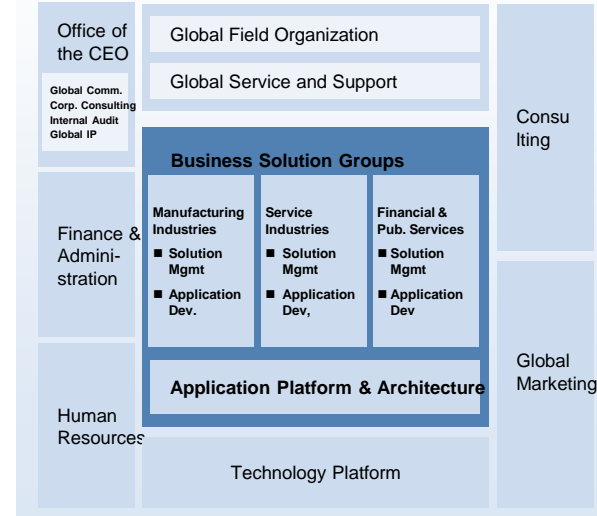 Office of
the CEO
Global Comm.
Corp. Consulting
Internal Audit
Global IP
Finance &
Admini-
stration
Human
Resources
Global Field Organization
Global Service and Support
Business Solution Groups
Manufacturing
Industries
■ Solution
Mgmt
■ Application
Dev.
Service
Industries
■ Solution
Mgmt
■ Application
Dev,
Financial &
Pub. Services
■ Solution
Mgmt
■ Application
Dev
Application Platform & Architecture
Technology Platform
Consu
lting
Global
Marketing